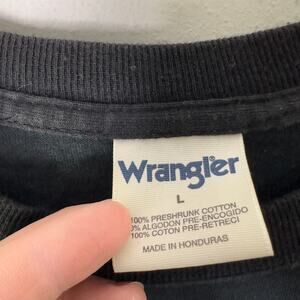 Wrangler
L
100% PRESHRUNK COTTON
% ALGODON PRE-ENCOGIDO
100% COTON PRE-RETRECI
MADE IN HONDURAS